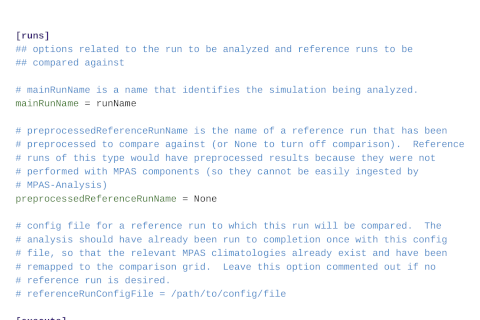 [runs]
## options related to the run to be analyzed and reference runs to be
## compared against
# mainRunName is a name that identifies the simulation being analyzed.
mainRunName = runName
# preprocessedReferenceRunName is the name of a reference run that has been
# preprocessed to compare against (or None to turn off comparison).  Reference
# runs of this type would have preprocessed results because they were not
# performed with MPAS components (so they cannot be easily ingested by
# MPAS-Analysis)
preprocessedReferenceRunName = None
# config file for a reference run to which this run will be compared.  The
# analysis should have already been run to completion once with this config
# file, so that the relevant MPAS climatologies already exist and have been
# remapped to the comparison grid.  Leave this option commented out if no
# reference run is desired.
# referenceRunConfigFile = /path/to/config/file
[execute]